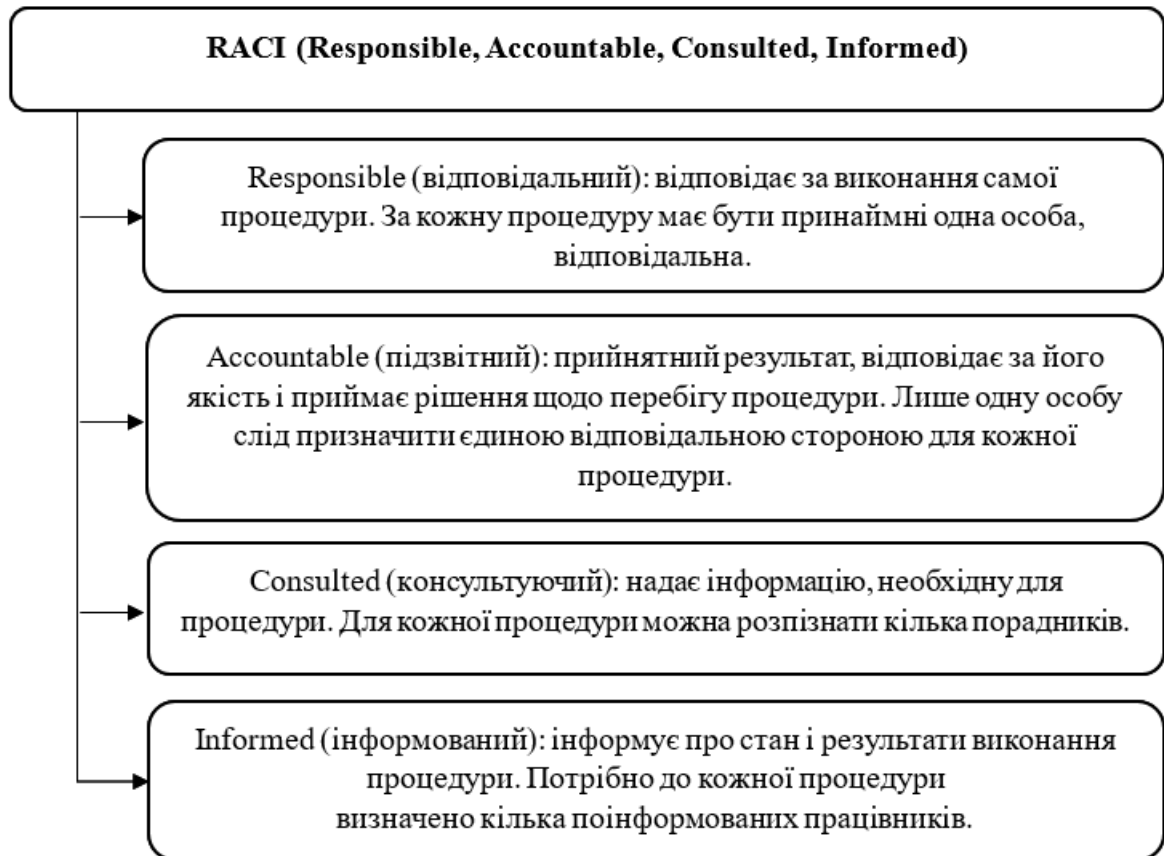 RACI (Responsible, Accountable, Consulted, Informed)
Responsible (відповідальний): відповідає за виконання самої
процедури. За кожну процедуру має бути принаймні одна особа,
відповідальна.
Accountable (підзвітний): прийнятний результат, відповідає за його
якість і приймає рішення щодо перебігу процедури. Лише одну особу
слід призначити єдиною відповідальною стороною для кожної
процедури.
Consulted (консультуючий): надає інформацію, необхідну для
процедури. Для кожної процедури можна розпізнати кілька порадників.
Informed (інформований): інформує про стан і результати виконання
процедури. Потрібно до кожної процедури
визначено кілька поінформованих працівників.